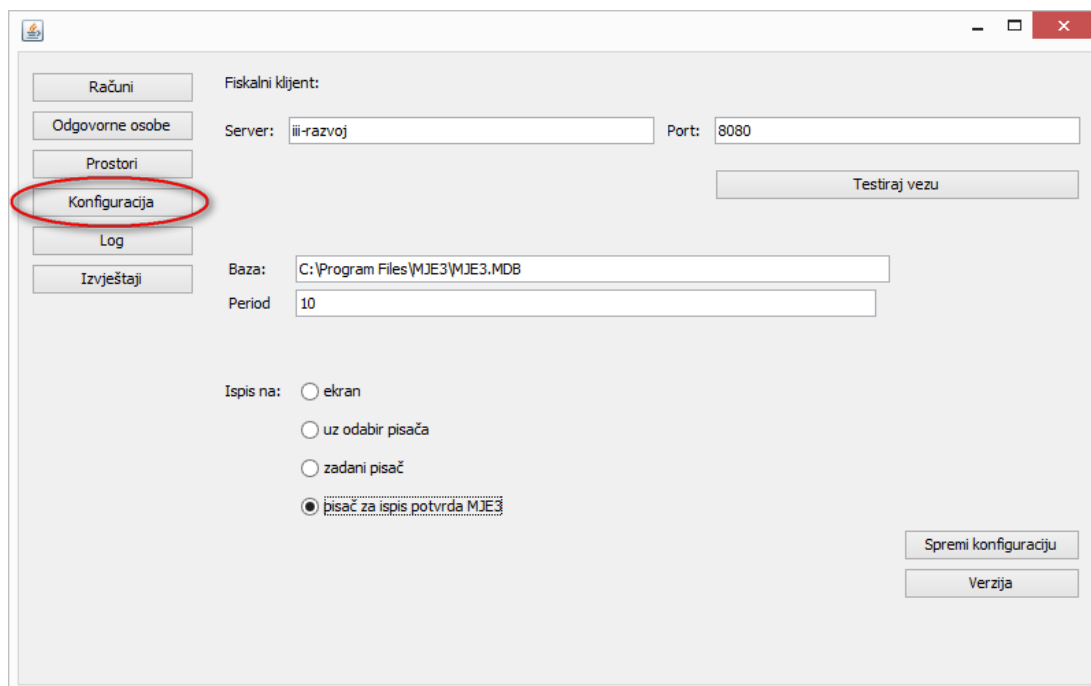 Računi
Odgovorne osobe
Prostori
Konfiguracija
Log
Izvještaji
Fiskalni klijent:
Server: iii-razvoj Port: 8080
Testiraj vezu
Baza: C:\Program Files\MJE3\MJE3.MDB
Period 10
Ispis na: ekran
uz odabir pisača
zadani pisač
pisač za ispis potvrda MJE3
Spremi konfiguraciju
Verzija